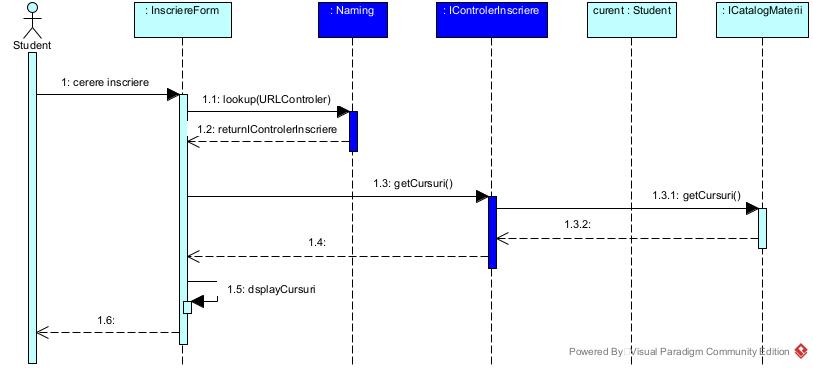 : InscriereForm
: Naming
: IControlerInscriere
curent : Student
: ICatalogMaterii
Student
1: cerere inscriere
1.1: lookup(URLControler)
1.2: returnIControlerInscriere
1.3: getCursuri()
1.3.1: getCursuri()
1.3.2:
1.4:
1.5: dsplayCursuri
1.6:
Powered By Visual Paradigm Community Edition